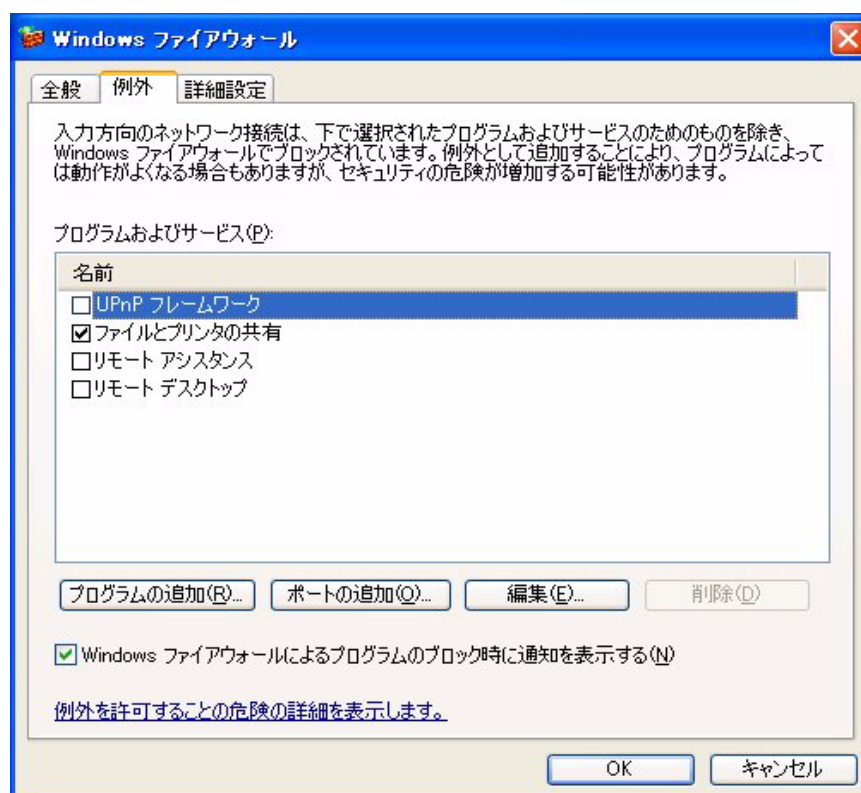 Windows ファイアウォール
全般 例外 詳細設定
入力方向のネットワーク接続は、下で選択されたプログラムおよびサービスのためのものを除き、
Windows ファイアウォールでブロックされています。例外として追加することにより、プログラムによって
は動作がよくなる場合もありますが、セキュリティの危険が増加する可能性があります。
プログラムおよびサービス(P):
名前
UPnP フレームワーク
ファイルとプリンタの共有
リモート アシスタンス
リモート デスクトップ
プログラムの追加(R)... ポートの追加(O)... 編集(E)... 削除(D)
Windows ファイアウォールによるプログラムのブロック時に通知を表示する(N)
例外を許可することの危険の詳細を表示します。
OK キャンセル